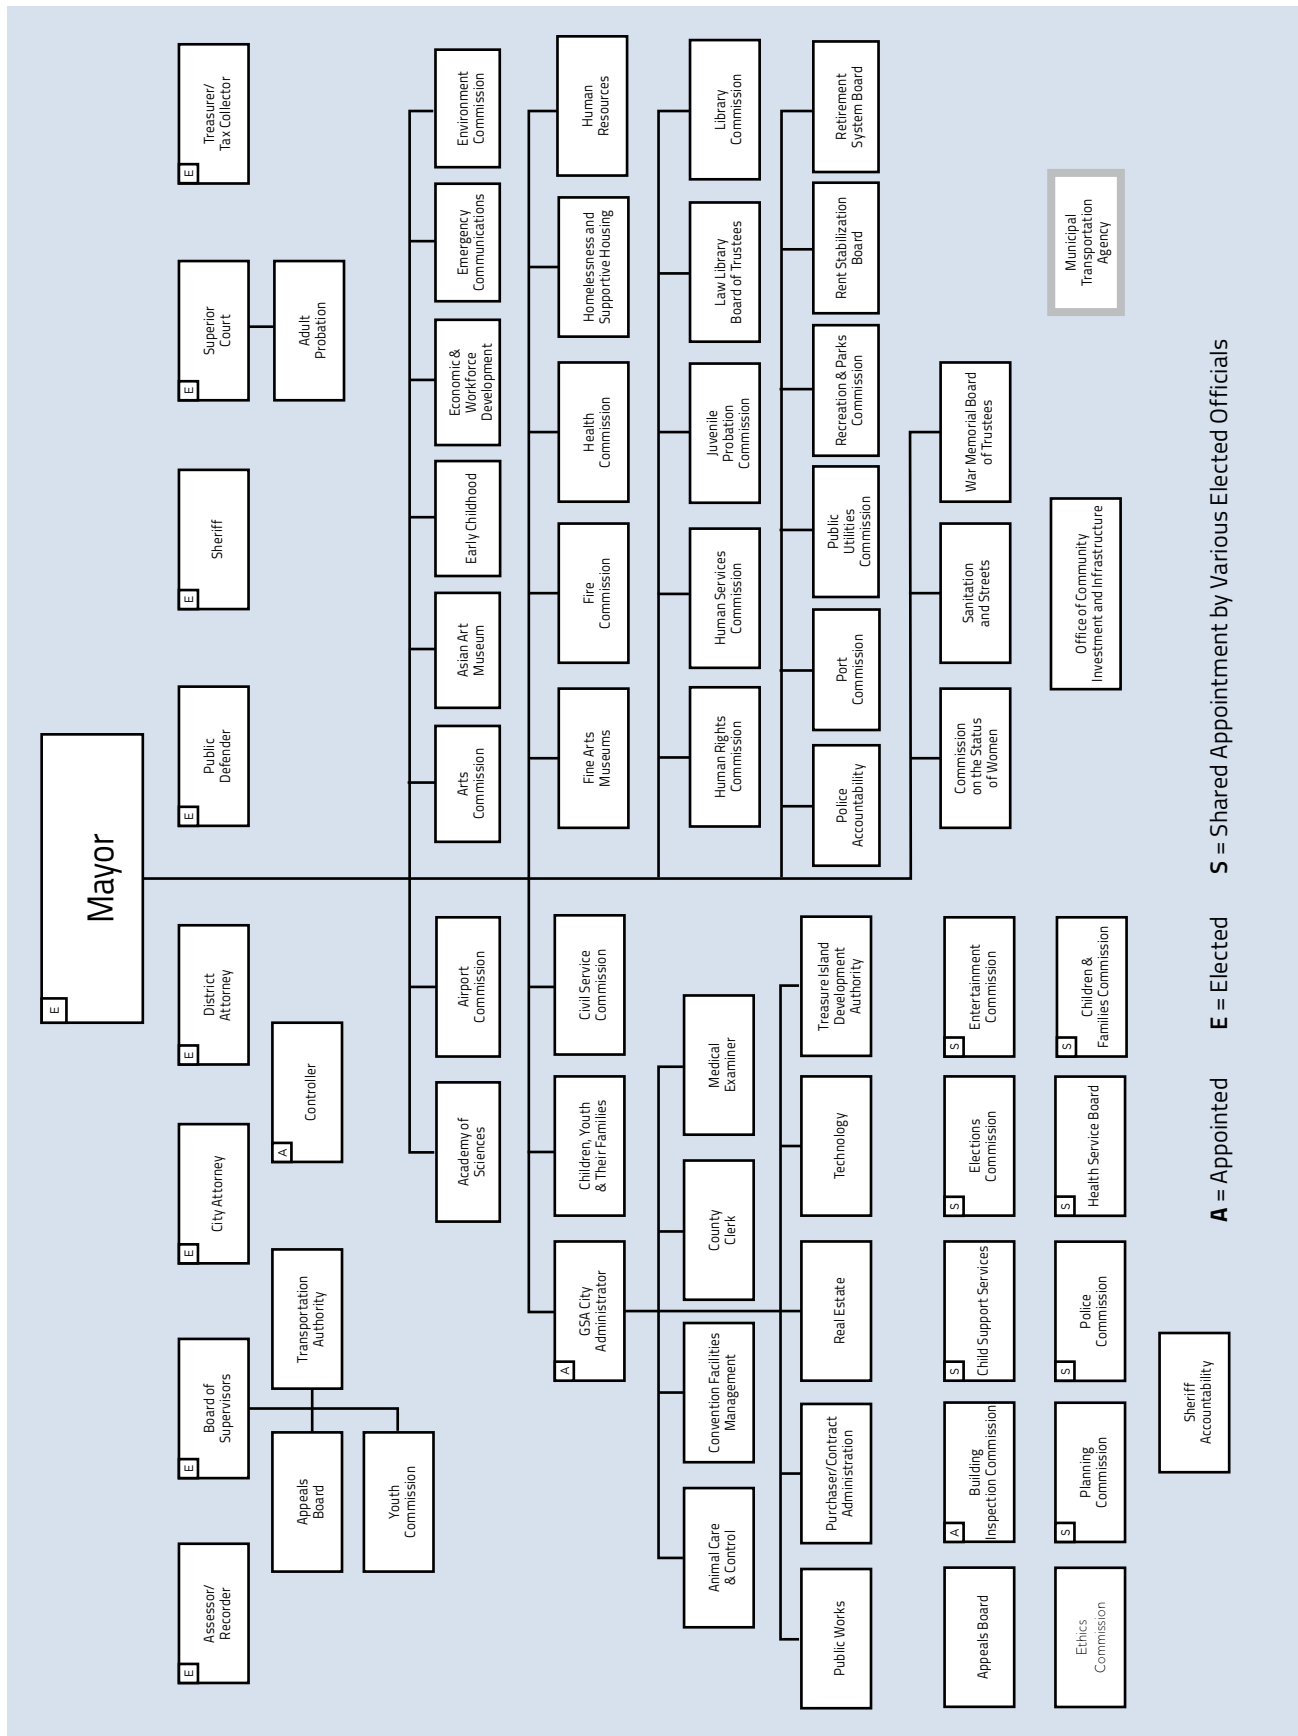 E
Mayor
E
Assessor/
Recorder
E
Board of
Supervisors
E
City Attorney
E
District
Attorney
E
Public
Defender
E
Sheriff
E
Superior
Court
E
Treasurer/
Tax Collector
Appeals
Board
Transportation
Authority
A
Controller
Adult
Probation
Youth
Commission
Academy of
Sciences
Airport
Commission
Arts
Commission
Asian Art
Museum
Early Childhood
Economic &
Workforce
Development
Emergency
Communications
Environment
Commission
A
GSA City
Administrator
Children, Youth
& Their Families
Civil Service
Commission
Fine Arts
Museums
Fire
Commission
Health
Commission
Homelessness and
Supportive Housing
Human
Resources
Animal Care
& Control
Convention Facilities
Management
County
Clerk
Medical
Examiner
Human Rights
Commission
Human Services
Commission
Juvenile
Probation
Commission
Law Library
Board of Trustees
Library
Commission
Public Works
Purchaser/Contract
Administration
Real Estate
Technology
Treasure Island
Development
Authority
Police
Accountability
Port
Commission
Public
Utilities
Commission
Recreation & Parks
Commission
Rent Stabilization
Board
Retirement
System Board
Appeals Board
A
Building
Inspection Commission
S
Child Support Services
S
Elections
Commission
S
Entertainment
Commission
Commission
on the Status
of Women
Sanitation
and Streets
War Memorial Board
of Trustees
Ethics
Commission
S
Planning
Commission
S
Police
Commission
S
Health Service Board
S
Children &
Families Commission
Office of Community
Investment and Infrastructure
Municipal
Transportation
Agency
Sheriff
Accountability
A = Appointed E = Elected S = Shared Appointment by Various Elected Officials